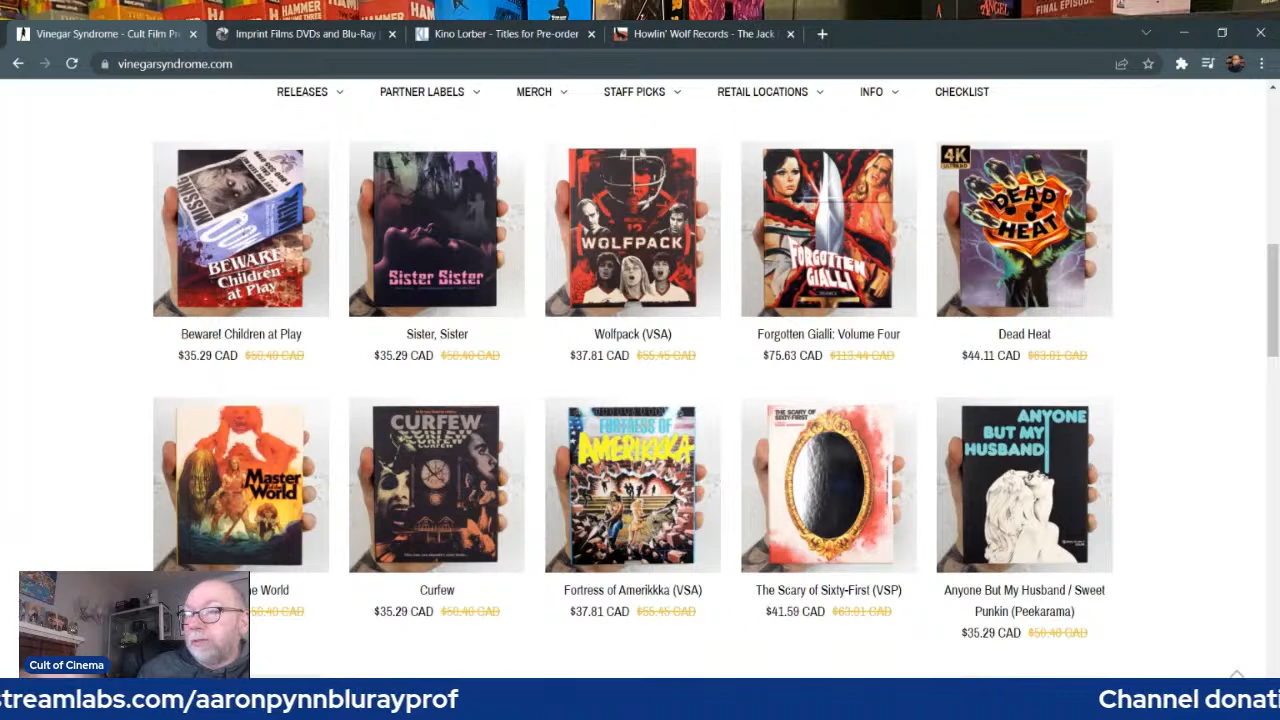 HAMMER
HAMMER
FINAL EPISODE
Vinegar Syndrome - Cult Film Pr
Imprint Films DVDs and Blu-Ray |
Kino Lorber - Titles for Pre-order
Howlin' Wolf Records - The Jack
vinegarsyndrome.com
RELEASES PARTNER LABELS MERCH STAFF PICKS RETAIL LOCATIONS INFO CHECKLIST
BEWARE!
Children
at Play
Sister Sister
WOLFPACK
FORGOTTEN
GIALLI
4K
DEAD
HEAT
Beware! Children at Play
$35.29 CAD $50.40 CAD
Sister, Sister
$35.29 CAD $50.40 CAD
Wolfpack (VSA)
$37.81 CAD $55.45 CAD
Forgotten Gialli: Volume Four
$75.63 CAD $113.44 CAD
Dead Heat
$44.11 CAD $63.01 CAD
Master
World
CURFEW
CURFEW
CURFEW
FORTRESS OF
AMERIKKKA
THE SCARY OF
SIXTY-FIRST
ANYONE
BUT MY
HUSBAND
he World
$50.40 CAD
Curfew
$35.29 CAD $50.40 CAD
Fortress of Amerikkka (VSA)
$37.81 CAD $55.45 CAD
The Scary of Sixty-First (VSP)
$41.59 CAD $63.01 CAD
Anyone But My Husband / Sweet
Punkin (Peekarama)
$35.29 CAD $50.40 CAD
Cult of Cinema
streamlabs.com/aaronpynnblurayprof
Channel donati